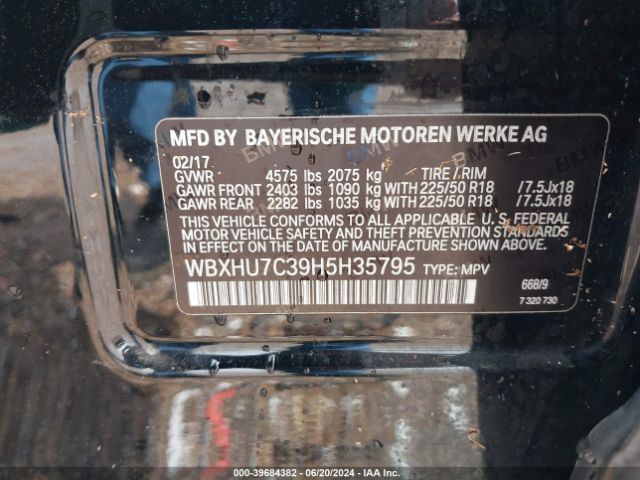 MFD BY BAYERISCHE MOTOREN WERKE AG
02/17
GVWR 4575 lbs 2075 kg TIRE / RIM
GAWR FRONT 2403 lbs 1090 kg WITH 225/50 R18 /7.5Jx18
GAWR REAR 2282 lbs 1035 kg WITH 225/50 R18 /7.5Jx18
THIS VEHICLE CONFORMS TO ALL APPLICABLE U.S. FEDERAL
MOTOR VEHICLE SAFETY AND THEFT PREVENTION STANDARDS
IN EFFECT ON THE DATE OF MANUFACTURE SHOWN ABOVE.
WBXHU7C39H5H35795 TYPE: MPV
668/9
7 320 730
000-39684382 - 06/20/2024 - IAA Inc.